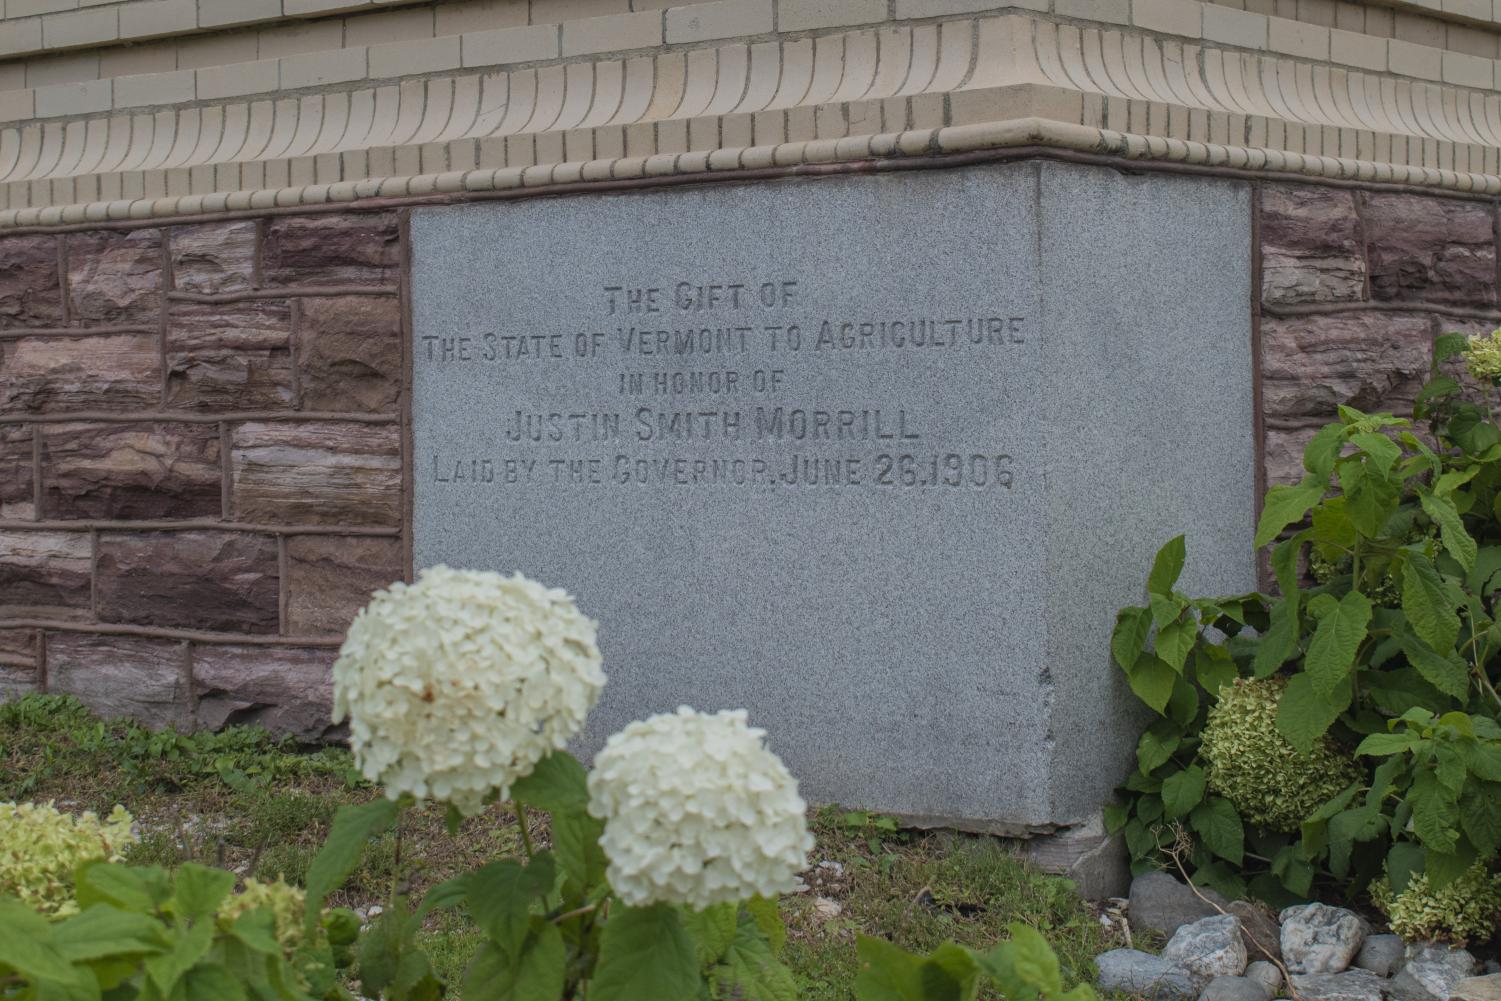 The Gift of
The State of Vermont to Agriculture
in honor of
Justin Smith Morrill
Laid by the Governor, June 26, 1906